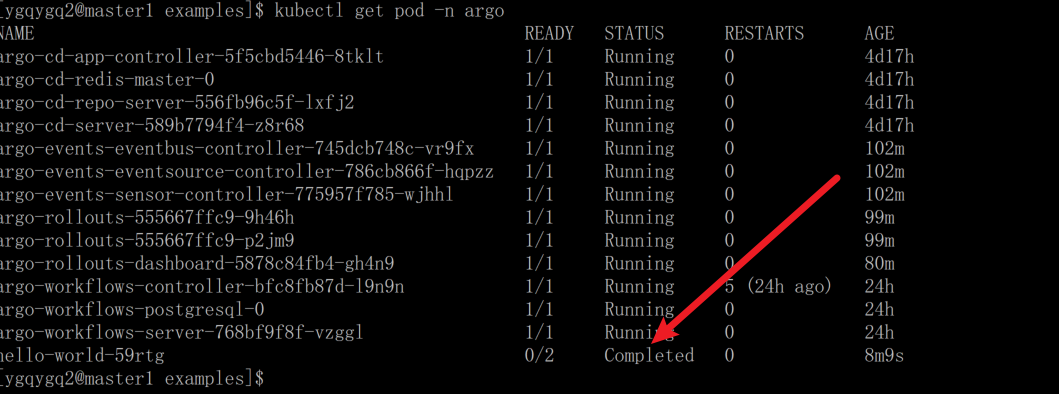 [ygqygq2@master1 examples]$ kubectl get pod -n argo
NAME READY STATUS RESTARTS AGE
argo-cd-app-controller-5f5cbd5446-8tklt 1/1 Running 0 4d17h
argo-cd-redis-master-0 1/1 Running 0 4d17h
argo-cd-repo-server-556fb96c5f-lxfj2 1/1 Running 0 4d17h
argo-cd-server-589b7794f4-z8r68 1/1 Running 0 4d17h
argo-events-eventbus-controller-745dcb748c-vr9fx 1/1 Running 0 102m
argo-events-eventsource-controller-786cb866f-hqpzz 1/1 Running 0 102m
argo-events-sensor-controller-775957f785-wjhhl 1/1 Running 0 102m
argo-rollouts-555667ffc9-9h46h 1/1 Running 0 99m
argo-rollouts-555667ffc9-p2jm9 1/1 Running 0 99m
argo-rollouts-dashboard-5878c84fb4-gh4n9 1/1 Running 0 80m
argo-workflows-controller-bfc8fb87d-l9n9n 1/1 Running 5 (24h ago) 24h
argo-workflows-postgresql-0 1/1 Running 0 24h
argo-workflows-server-768bf9f8f-vzggl 1/1 Running 0 24h
hello-world-59rtg 0/2 Completed 0 8m9s
[ygqygq2@master1 examples]$